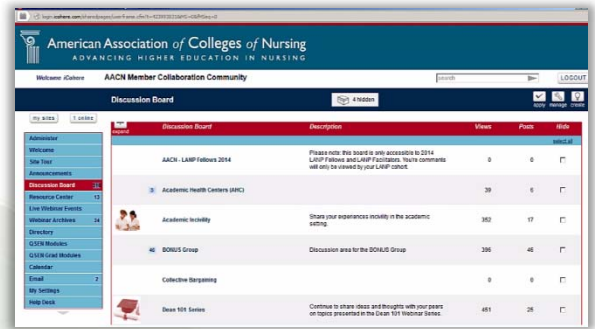 American Association of Colleges of Nursing
ADVANCING HIGHER EDUCATION IN NURSING
Welcome iCohere
AACN Member Collaboration Community
search
LOGOUT
Discussion Board
4 hidden
apply manage create
my sites
1 online
expand
Discussion Board Description Views Posts Hide
select all
Administer
Welcome
Site Tour
Announcements
Discussion Board
Resource Center 12
Live Webinar Events
Webinar Archives 24
Directory
QSEN Modules
QSEN Grad Modules
Calendar
Email 2
My Settings
Help Desk
AACN - LANP Fellows 2014
Please note: this board is only accessible to 2014
LANP Fellows and LANP Facilitators. You're comments
will only be viewed by your LANP cohort.
0 0
3 Academic Health Centers (AHC) 39 6
Academic Incivility
Share your experiences incivility in the academic
setting.
352 17
46 BONUS Group Discussion area for the BONUS Group 396 46
Collective Bargaining 0 0
Dean 101 Series
Continue to share ideas and thoughts with your peers
on topics presented in the Dean 101 Webinar Series.
451 25